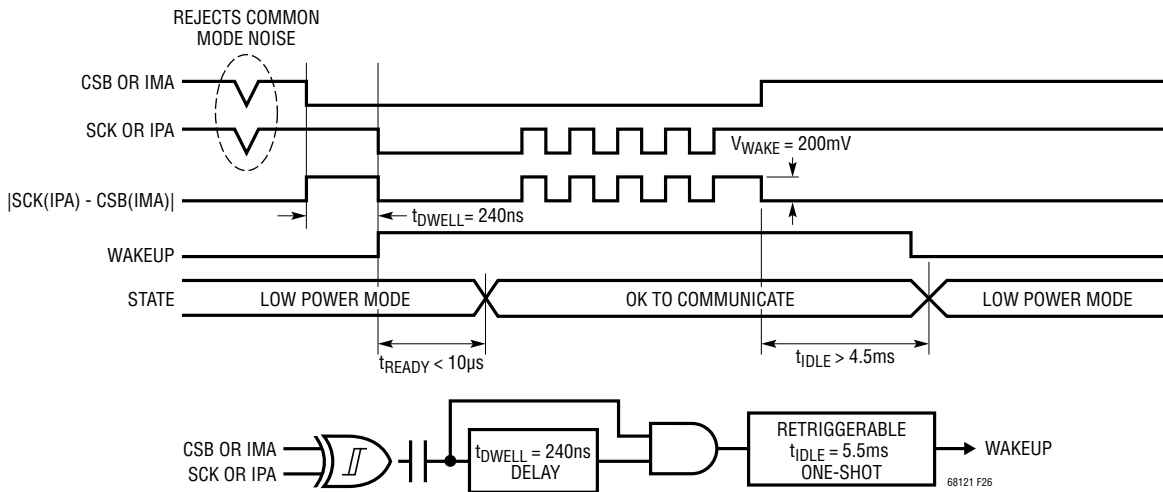 REJECTS COMMON
MODE NOISE
CSB OR IMA
SCK OR IPA
VWAKE = 200mV
|SCK(IPA) - CSB(IMA)|
tDWELL= 240ns
WAKEUP
STATE
LOW POWER MODE
OK TO COMMUNICATE
LOW POWER MODE
tREADY < 10µs
tIDLE > 4.5ms
CSB OR IMA
SCK OR IPA
tDWELL = 240ns
DELAY
RETRIGGERABLE
tIDLE = 5.5ms
ONE-SHOT
WAKEUP
68121 F26